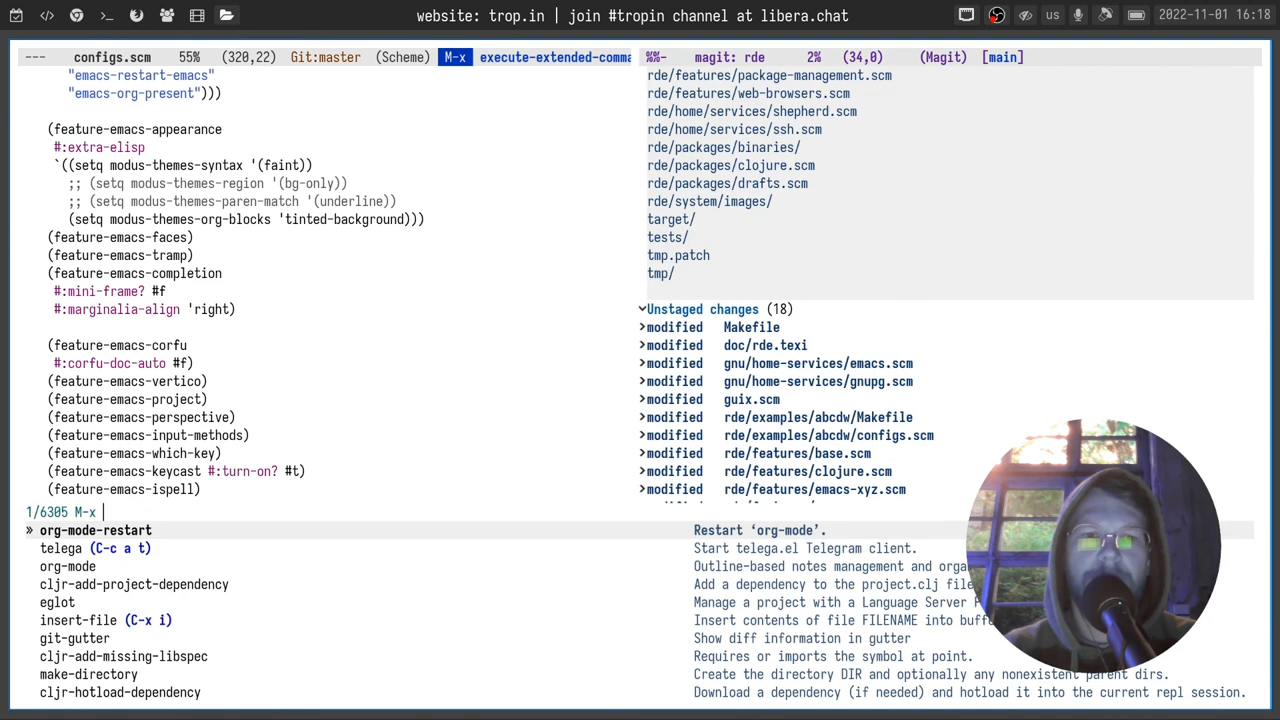 website: trop.in | join #tropin channel at libera.chat
us
2022-11-01 16:18
--- configs.scm 55% (320,22) Git:master (Scheme) M-x execute-extended-comma
"emacs-restart-emacs"
"emacs-org-present")))
(feature-emacs-appearance
#:extra-elisp
`((setq modus-themes-syntax '(faint))
;; (setq modus-themes-region '(bg-only))
;; (setq modus-themes-paren-match '(underline))
(setq modus-themes-org-blocks 'tinted-background)))
(feature-emacs-faces)
(feature-emacs-tramp)
(feature-emacs-completion
#:mini-frame? #f
#:marginalia-align 'right)
(feature-emacs-corfu
#:corfu-doc-auto #f)
(feature-emacs-vertico)
(feature-emacs-project)
(feature-emacs-perspective)
(feature-emacs-input-methods)
(feature-emacs-which-key)
(feature-emacs-keycast #:turn-on? #t)
(feature-emacs-ispell)
%%- magit: rde 2% (34,0) (Magit) [main]
rde/features/package-management.scm
rde/features/web-browsers.scm
rde/home/services/shepherd.scm
rde/home/services/ssh.scm
rde/packages/binaries/
rde/packages/clojure.scm
rde/packages/drafts.scm
rde/system/images/
target/
tests/
tmp.patch
tmp/
Unstaged changes (18)
modified Makefile
modified doc/rde.texi
modified gnu/home-services/emacs.scm
modified gnu/home-services/gnupg.scm
modified guix.scm
modified rde/examples/abcdw/Makefile
modified rde/examples/abcdw/configs.scm
modified rde/features/base.scm
modified rde/features/clojure.scm
modified rde/features/emacs-xyz.scm
1/6305 M-x
» org-mode-restart Restart ‘org-mode’.
telega (C-c a t) Start telega.el Telegram client.
org-mode Outline-based notes management and orga
cljr-add-project-dependency Add a dependency to the project.clj file
eglot Manage a project with a Language Server P
insert-file (C-x i) Insert contents of file FILENAME into buff
git-gutter Show diff information in gutter
cljr-add-missing-libspec Requires or imports the symbol at point.
make-directory Create the directory DIR and optionally any nonexistent parent dirs.
cljr-hotload-dependency Download a dependency (if needed) and hotload it into the current repl session.